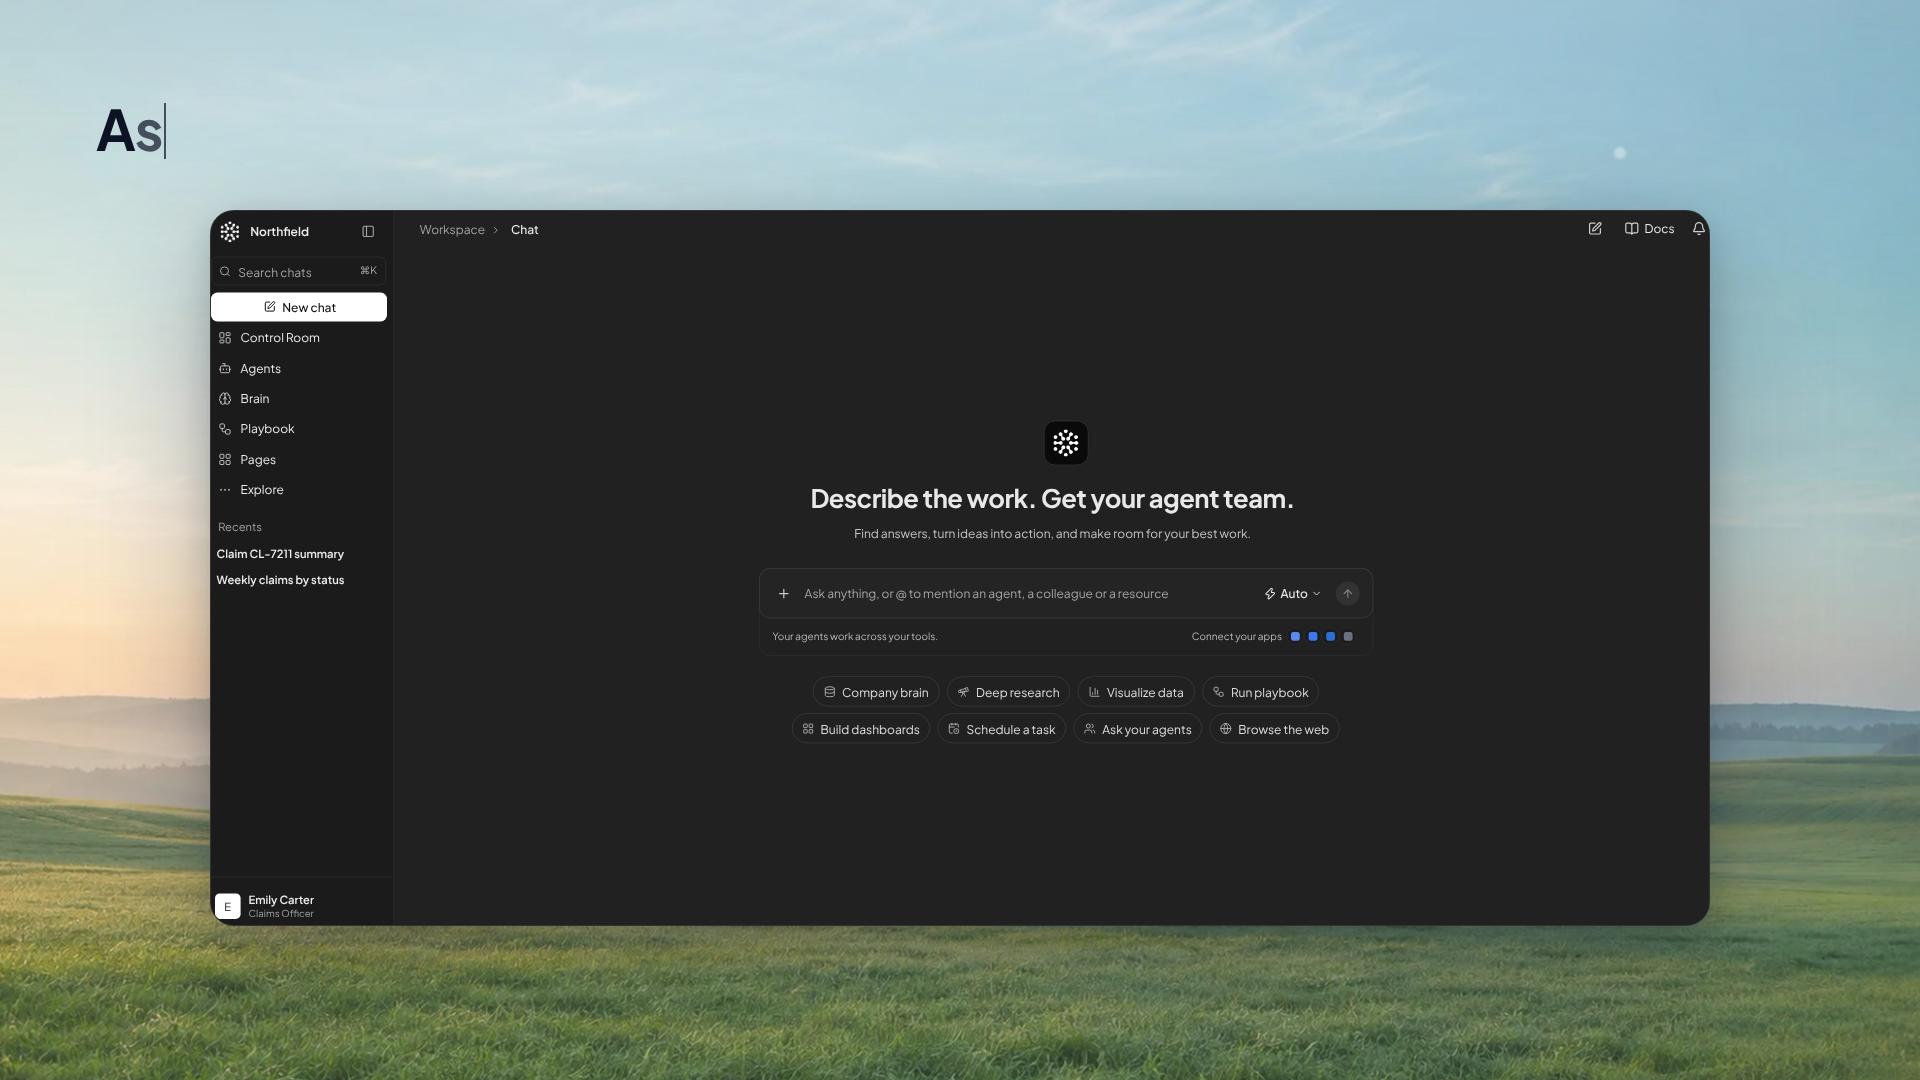 As
Northfield
Workspace > Chat
Docs
Search chats ⌘K
New chat
Control Room
Agents
Brain
Playbook
Pages
Explore
Recents
Claim CL-7211 summary
Weekly claims by status
Emily Carter
Claims Officer
E
Describe the work. Get your agent team.
Find answers, turn ideas into action, and make room for your best work.
Ask anything, or @ to mention an agent, a colleague or a resource
Auto
Your agents work across your tools.
Connect your apps
Company brain
Deep research
Visualize data
Run playbook
Build dashboards
Schedule a task
Ask your agents
Browse the web